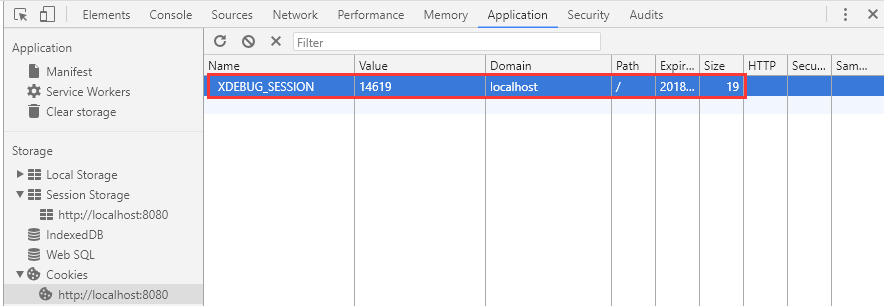 Elements Console Sources Network Performance Memory Application Security Audits
Application
Manifest
Service Workers
Clear storage
Storage
Local Storage
Session Storage
http://localhost:8080
IndexedDB
Web SQL
Cookies
http://localhost:8080
Filter
Name Value Domain Path Expir... Size HTTP Secu... Sam...
XDEBUG_SESSION 14619 localhost / 2018... 19